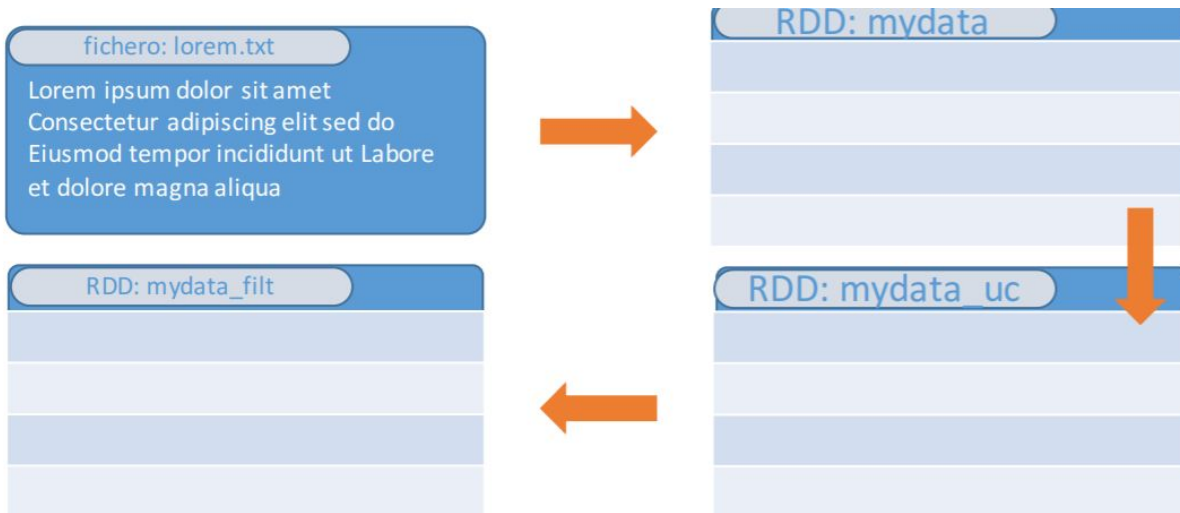 fichero: lorem.txt
Lorem ipsum dolor sit amet
Consectetur adipiscing elit sed do
Eiusmod tempor incididunt ut Labore
et dolore magna aliqua
RDD: mydata
RDD: mydata_uc
RDD: mydata_filt